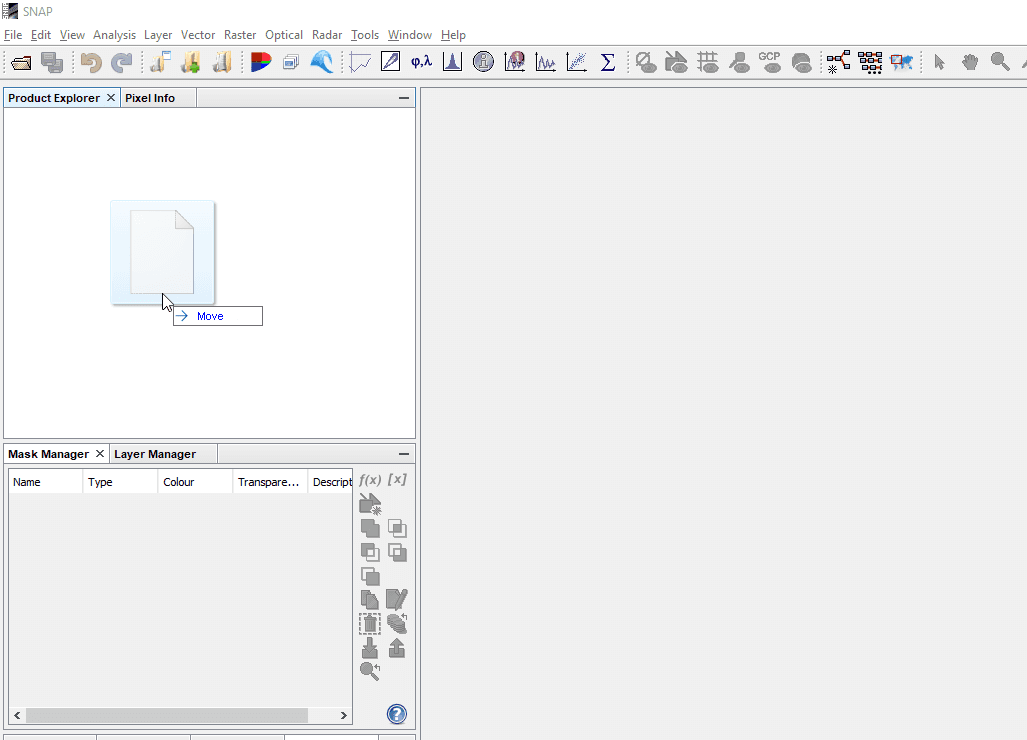 SNAP
File Edit View Analysis Layer Vector Raster Optical Radar Tools Window Help
φ,λ Σ GCP
Product Explorer Pixel Info
Move
Mask Manager Layer Manager
Name Type Colour Transpare... Descript
f(x) [x]
?